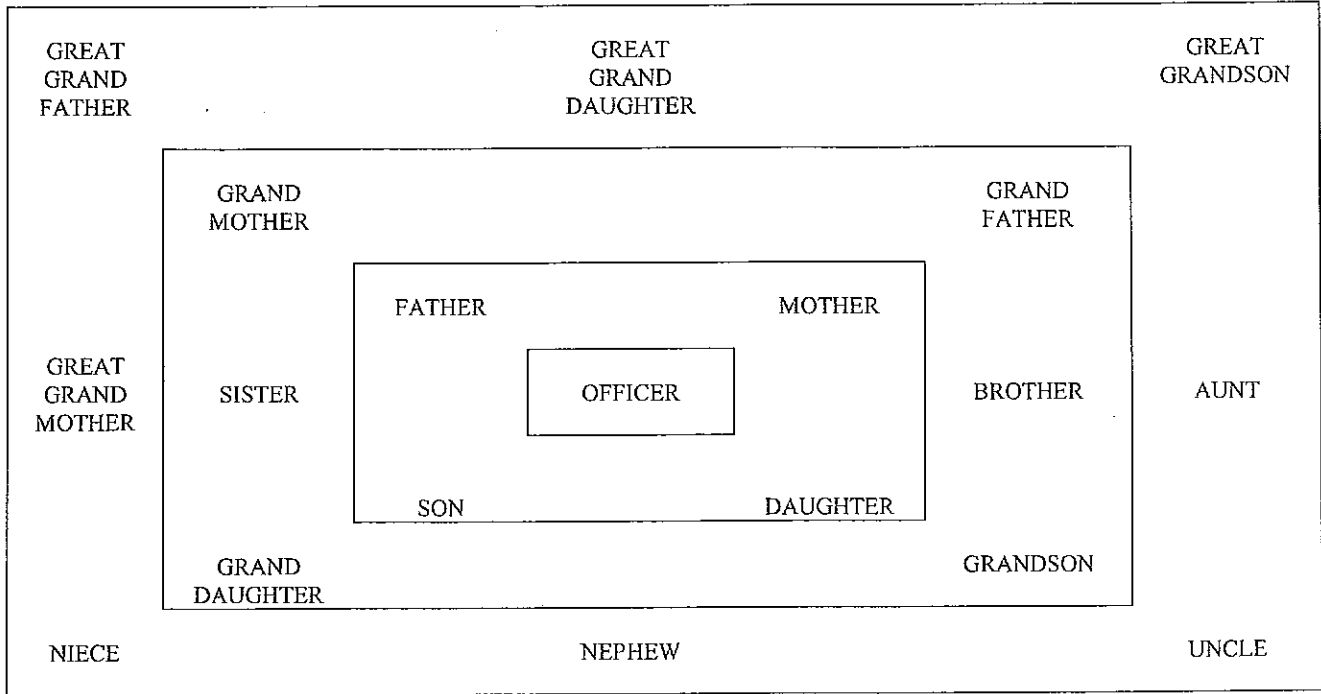 GREAT
GRAND
FATHER
GREAT
GRAND
DAUGHTER
GREAT
GRANDSON
GRAND
MOTHER
GRAND
FATHER
FATHER
MOTHER
GREAT
GRAND
MOTHER
SISTER
OFFICER
BROTHER
AUNT
SON
DAUGHTER
GRAND
DAUGHTER
GRANDSON
NIECE
NEPHEW
UNCLE